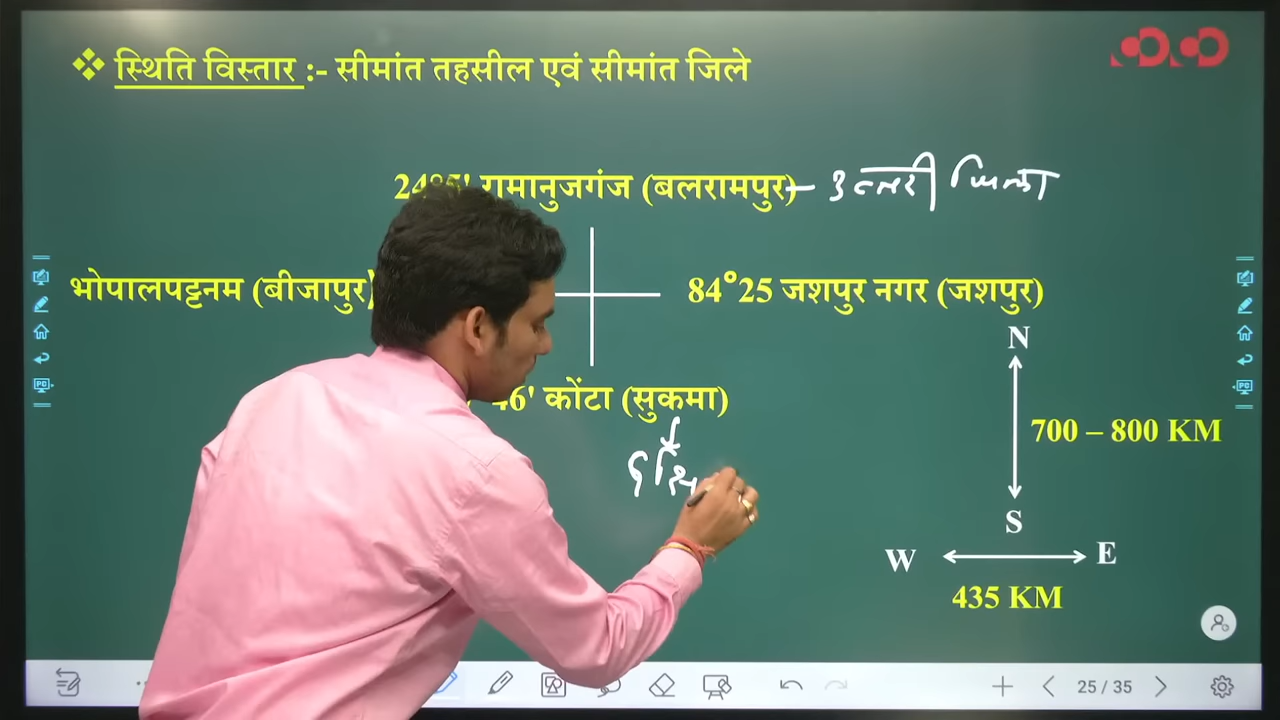 ❖ स्थिति विस्तार :- सीमांत तहसील एवं सीमांत जिले
रामानुजगंज (बलरामपुर) – उत्तरी जिला
भोपालपट्टनम (बीजापुर)
84°25 जशपुर नगर (जशपुर)
46' कोंटा (सुकमा)
N
700 – 800 KM
S
W E
435 KM
25 / 35